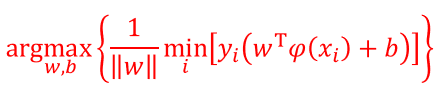 argmax_{w,b} { 1/‖w‖ min_i [y_i(w^T φ(x_i) + b)] }